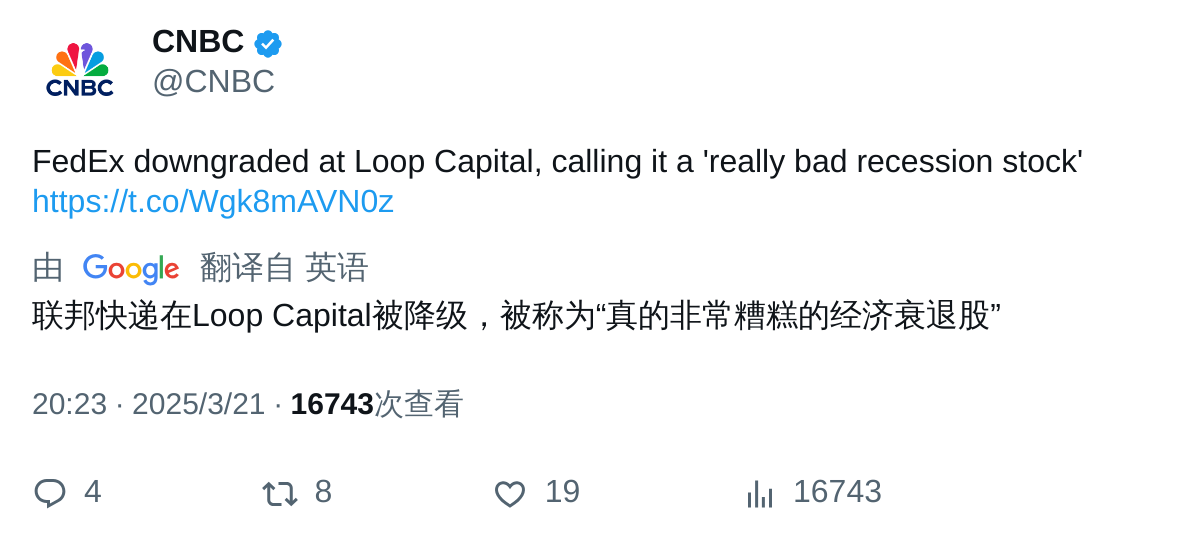 CNBC
CNBC
@CNBC
FedEx downgraded at Loop Capital, calling it a 'really bad recession stock'
https://t.co/Wgk8mAVN0z
由 Google 翻译自 英语
联邦快递在Loop Capital被降级，被称为“真的非常糟糕的经济衰退股”
20:23 · 2025/3/21 · 16743次查看
4 8 19 16743